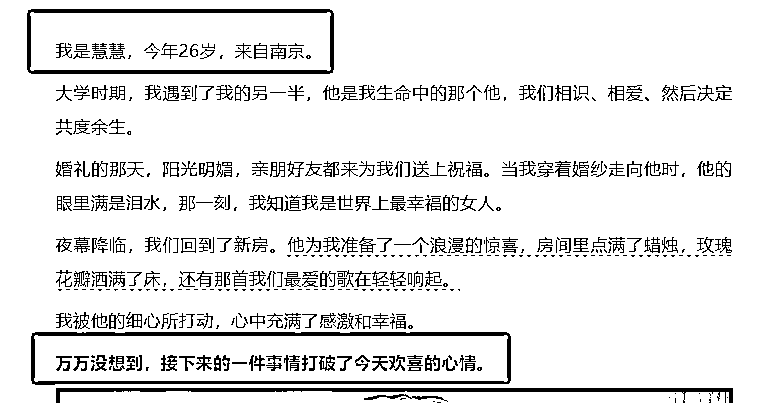 我是慧慧，今年26岁，来自南京。
大学时期，我遇到了我的另一半，他是我生命中的那个他，我们相识、相爱、然后决定
共度余生。
婚礼的那天，阳光明媚，亲朋好友都来为我们送上祝福。当我穿着婚纱走向他时，他的
眼里满是泪水，那一刻，我知道我是世界上最幸福的女人。
夜幕降临，我们回到了新房。他为我准备了一个浪漫的惊喜，房间里点满了蜡烛，玫瑰
花瓣洒满了床，还有那首我们最爱的歌在轻轻响起。
我被他的细心所打动，心中充满了感激和幸福。
万万没想到，接下来的一件事情打破了今天欢喜的心情。